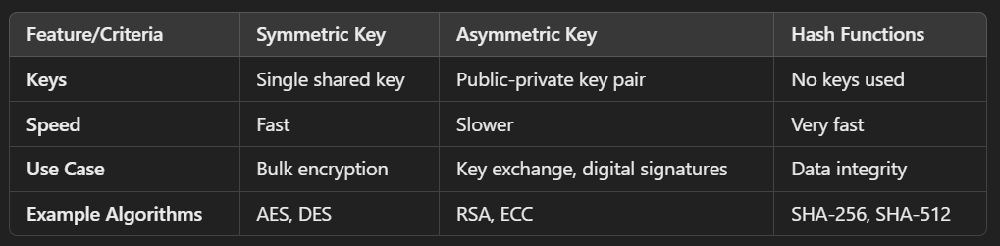 Feature/Criteria Symmetric Key Asymmetric Key Hash Functions
Keys Single shared key Public-private key pair No keys used
Speed Fast Slower Very fast
Use Case Bulk encryption Key exchange, digital signatures Data integrity
Example Algorithms AES, DES RSA, ECC SHA-256, SHA-512